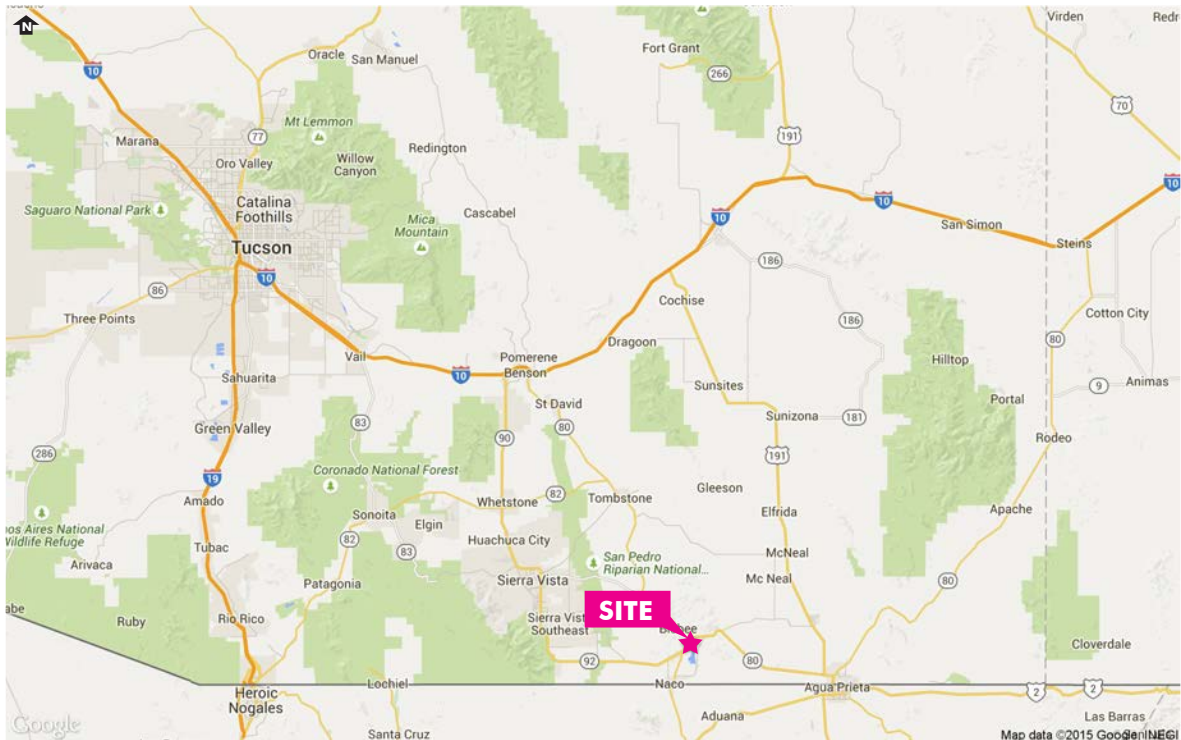 N
Oracle
San Manuel
Fort Grant
Virden
10
266
Mt Lemmon
70
77
191
Marana
Oro Valley
Willow
Canyon
Redington
Saguaro National Park
Catalina
Foothills
Cascabel
10
10
10
Mica
Mountain
San Simon
Tucson
Steins
10
186
86
Cochise
Three Points
186
Cotton City
Dragoon
80
Vail
Pomerene
Hilltop
Benson
10
Sahuarita
Sunsites
9
Animas
Portal
St David
Sunizona
181
83
80
Green Valley
90
Rodeo
286
191
Coronado National Forest
19
Gleeson
Amado
Whetstone
82
Tombstone
Apache
Sonoita
Elgin
Elfrida
Aires National
Wildlife Refuge
82
Huachuca City
Tubac
83
McNeal
San Pedro
Riparian National...
Arivaca
Patagonia
Sierra Vista
Mc Neal
80
SITE
Ruby
Rio Rico
Sierra Vist
Southeast
Bisbee
Cloverdale
92
80
Lochiel
Naco
Agua Prieta
Heroic
Nogales
2
2
Aduana
Las Barras
Google
Santa Cruz
Map data ©2015 Google, INEGI